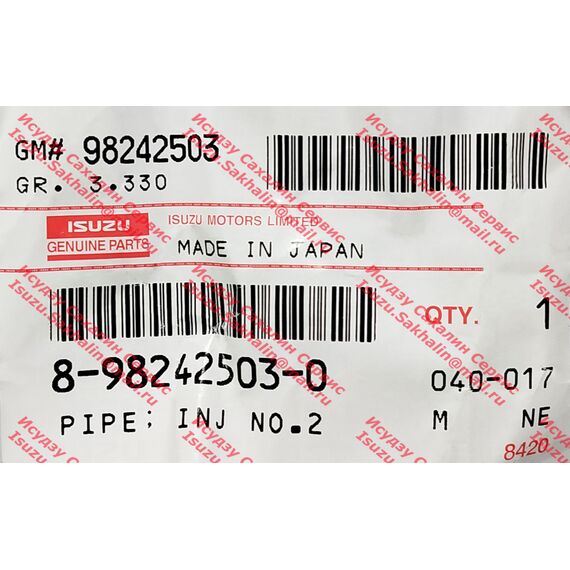 GM# 98242503
GR. 3.330
ISUZU
GENUINE PARTS
ISUZU MOTORS LIMITED
MADE IN JAPAN
QTY. 1
8-98242503-0
040-017
PIPE; INJ NO.2
M NE
8420
Исудзу Сахалин Сервис
Isuzu.Sakhalin@mail.ru